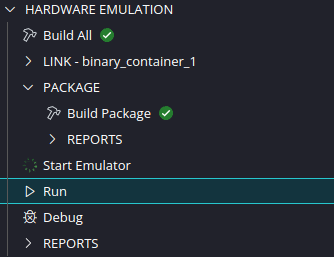 HARDWARE EMULATION
Build All
LINK - binary_container_1
PACKAGE
Build Package
REPORTS
Start Emulator
Run
Debug
REPORTS